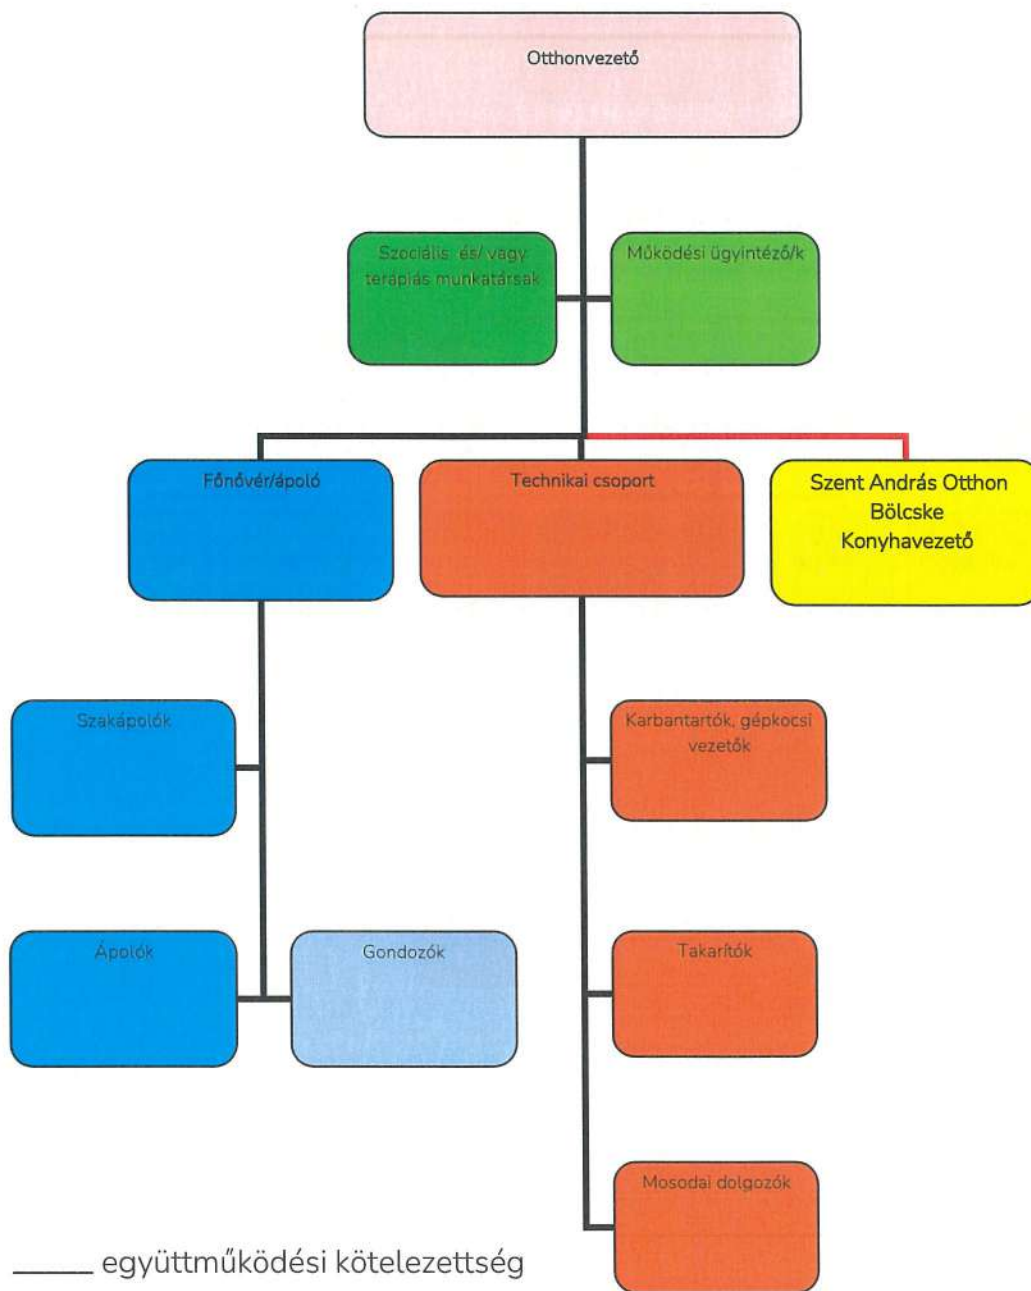 Otthonvezető
Szociális és/ vagy
terápiás munkatársak
Működési ügyintéző/k
Főnővér/ápoló
Technikai csoport
Szent András Otthon
Bölcske
Konyhavezető
Szakápolók
Karbantartók, gépkocsi
vezetők
Ápolók
Gondozók
Takarítók
Mosodai dolgozók
_____ együttműködési kötelezettség